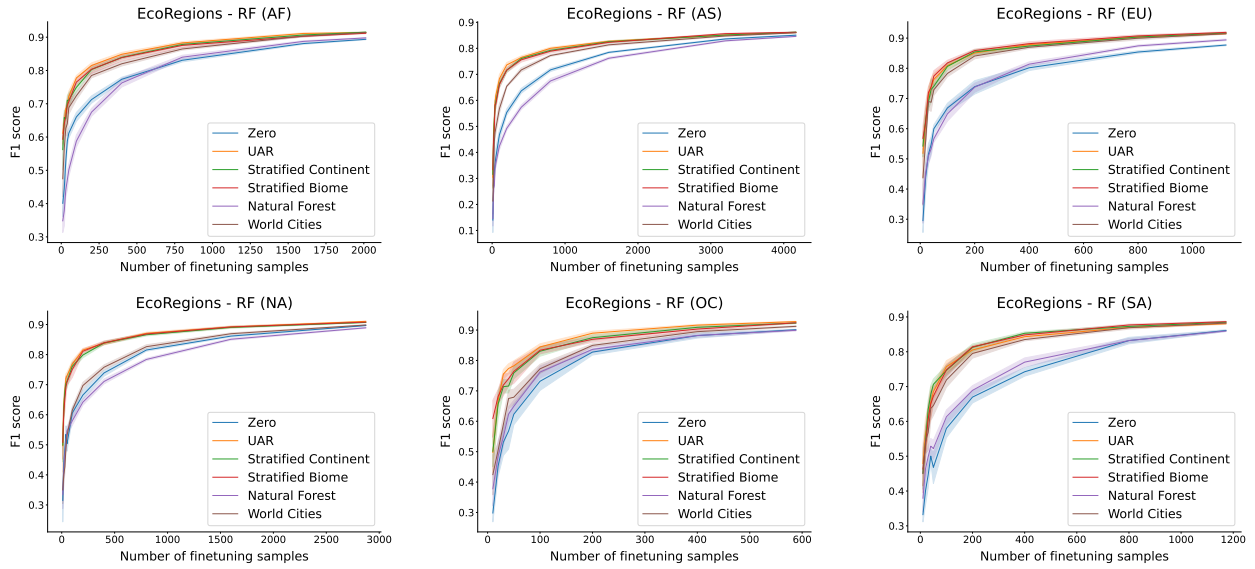 EcoRegions - RF (AF)
F1 score
0.9
0.8
0.7
0.6
0.5
0.4
0.3
0 250 500 750 1000 1250 1500 1750 2000
Number of finetuning samples
Zero
UAR
Stratified Continent
Stratified Biome
Natural Forest
World Cities
EcoRegions - RF (AS)
F1 score
0.9
0.8
0.7
0.6
0.5
0.4
0.3
0.2
0.1
0 1000 2000 3000 4000
Number of finetuning samples
Zero
UAR
Stratified Continent
Stratified Biome
Natural Forest
World Cities
EcoRegions - RF (EU)
F1 score
0.9
0.8
0.7
0.6
0.5
0.4
0.3
0 200 400 600 800 1000
Number of finetuning samples
Zero
UAR
Stratified Continent
Stratified Biome
Natural Forest
World Cities
EcoRegions - RF (NA)
F1 score
0.9
0.8
0.7
0.6
0.5
0.4
0.3
0 500 1000 1500 2000 2500 3000
Number of finetuning samples
Zero
UAR
Stratified Continent
Stratified Biome
Natural Forest
World Cities
EcoRegions - RF (OC)
F1 score
0.9
0.8
0.7
0.6
0.5
0.4
0.3
0 100 200 300 400 500 600
Number of finetuning samples
Zero
UAR
Stratified Continent
Stratified Biome
Natural Forest
World Cities
EcoRegions - RF (SA)
F1 score
0.9
0.8
0.7
0.6
0.5
0.4
0.3
0 200 400 600 800 1000 1200
Number of finetuning samples
Zero
UAR
Stratified Continent
Stratified Biome
Natural Forest
World Cities